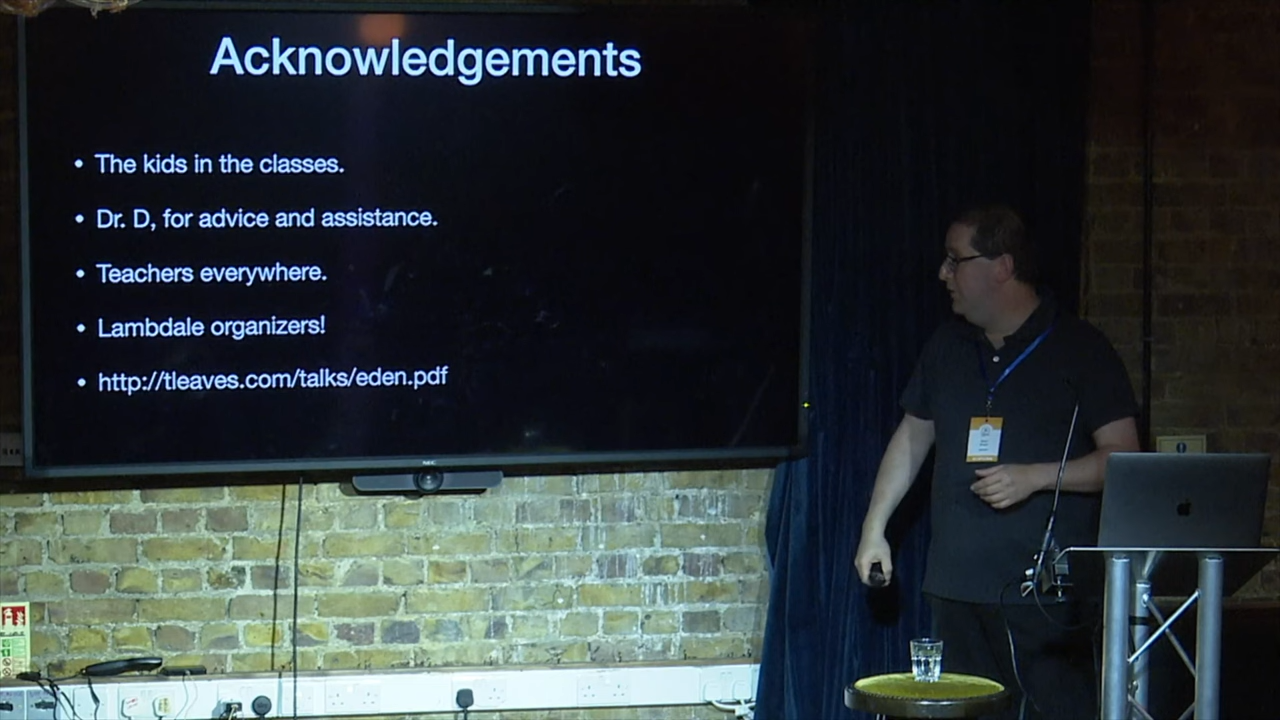 Acknowledgements
• The kids in the classes.
• Dr. D, for advice and assistance.
• Teachers everywhere.
• Lambdale organizers!
• http://tleaves.com/talks/eden.pdf
NEC